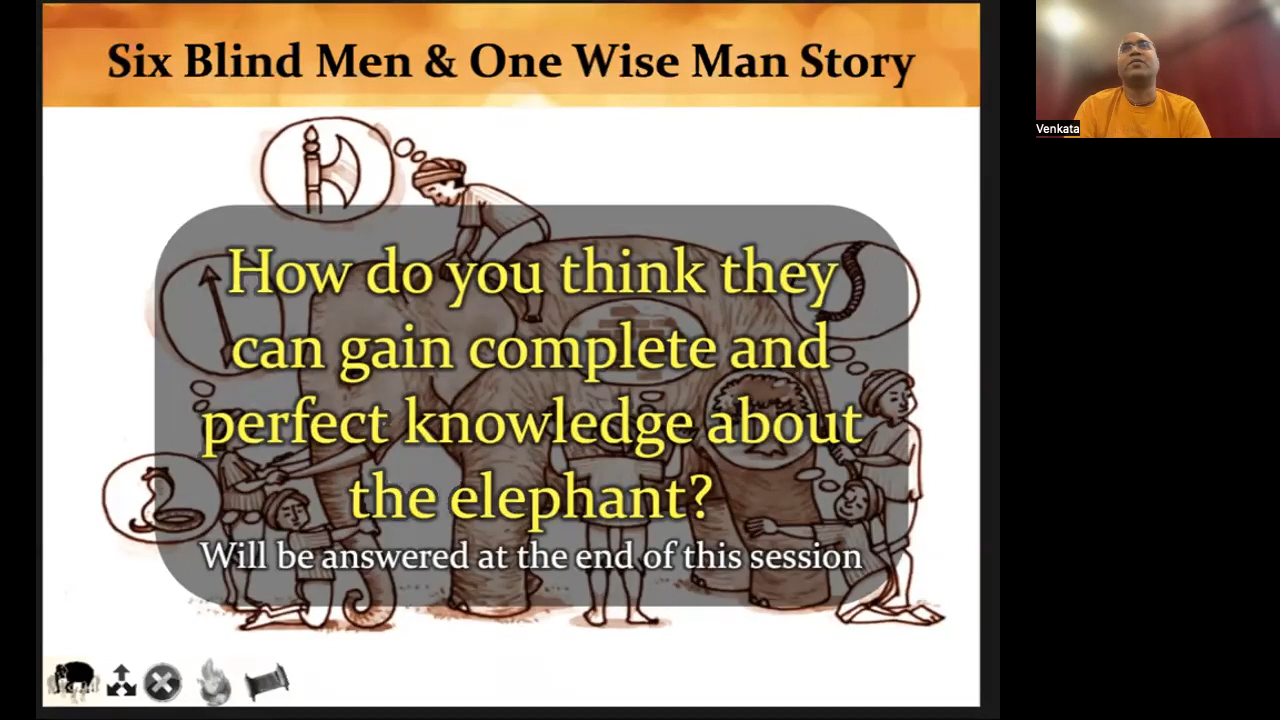 Six Blind Men & One Wise Man Story
How do you think they
can gain complete and
perfect knowledge about
the elephant?
Will be answered at the end of this session
Venkata